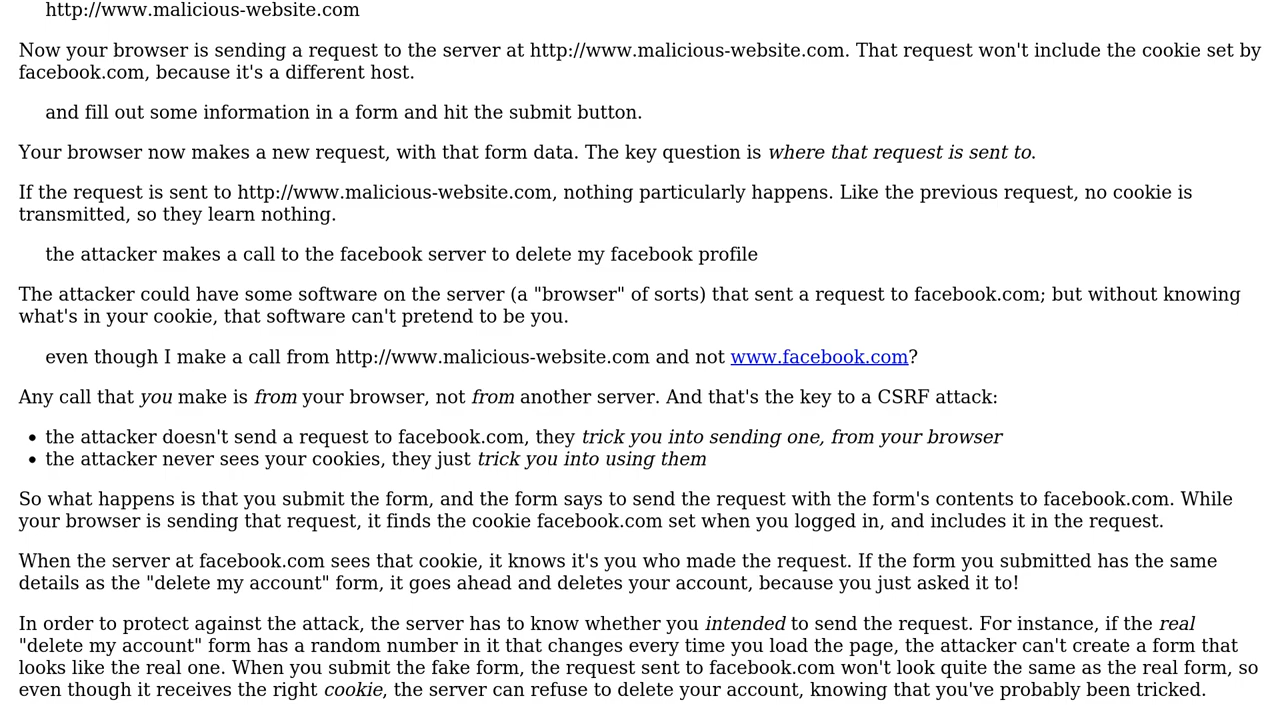 http://www.malicious-website.com
Now your browser is sending a request to the server at http://www.malicious-website.com. That request won't include the cookie set by
facebook.com, because it's a different host.
and fill out some information in a form and hit the submit button.
Your browser now makes a new request, with that form data. The key question is where that request is sent to.
If the request is sent to http://www.malicious-website.com, nothing particularly happens. Like the previous request, no cookie is
transmitted, so they learn nothing.
the attacker makes a call to the facebook server to delete my facebook profile
The attacker could have some software on the server (a "browser" of sorts) that sent a request to facebook.com; but without knowing
what's in your cookie, that software can't pretend to be you.
even though I make a call from http://www.malicious-website.com and not www.facebook.com?
Any call that you make is from your browser, not from another server. And that's the key to a CSRF attack:
• the attacker doesn't send a request to facebook.com, they trick you into sending one, from your browser
• the attacker never sees your cookies, they just trick you into using them
So what happens is that you submit the form, and the form says to send the request with the form's contents to facebook.com. While
your browser is sending that request, it finds the cookie facebook.com set when you logged in, and includes it in the request.
When the server at facebook.com sees that cookie, it knows it's you who made the request. If the form you submitted has the same
details as the "delete my account" form, it goes ahead and deletes your account, because you just asked it to!
In order to protect against the attack, the server has to know whether you intended to send the request. For instance, if the real
"delete my account" form has a random number in it that changes every time you load the page, the attacker can't create a form that
looks like the real one. When you submit the fake form, the request sent to facebook.com won't look quite the same as the real form, so
even though it receives the right cookie, the server can refuse to delete your account, knowing that you've probably been tricked.